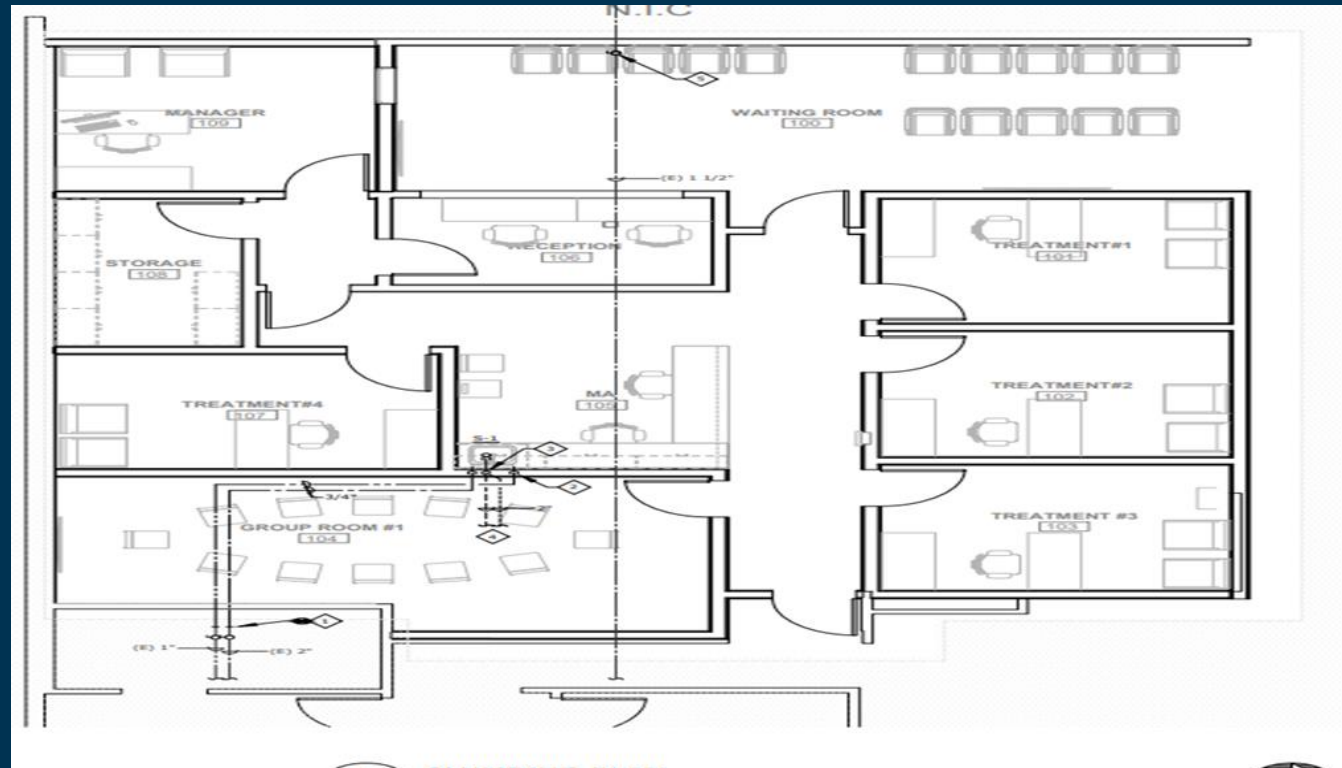 N.I.C
MANAGER
109
5
WAITING ROOM
100
(E) 1 1/2"
RECEPTION
106
TREATMENT#1
101
STORAGE
108
TREATMENT#2
102
MA
105
TREATMENT#4
107
S-1
3
2
3/4"
2"
TREATMENT #3
103
GROUP ROOM #1
104
4
1
(E) 1"
(E) 2"